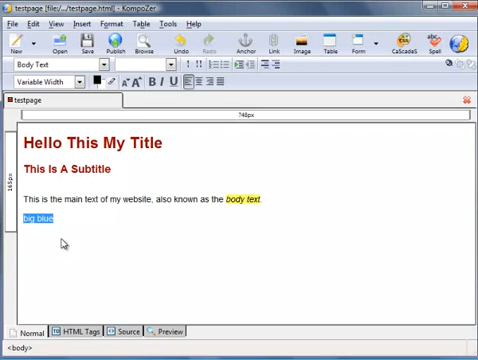 testpage [file:/.../testpage.html] - KompoZer
File Edit View Insert Format Table Tools Help
New Open Save Publish Browse Undo Redo Anchor Link Image Table Form CaScadeS Spell
Body Text
Variable Width B I U
testpage
748px
Hello This My Title
This Is A Subtitle
165px
This is the main text of my website, also known as the body text.
big blue
Normal HTML Tags Source Preview
<body>